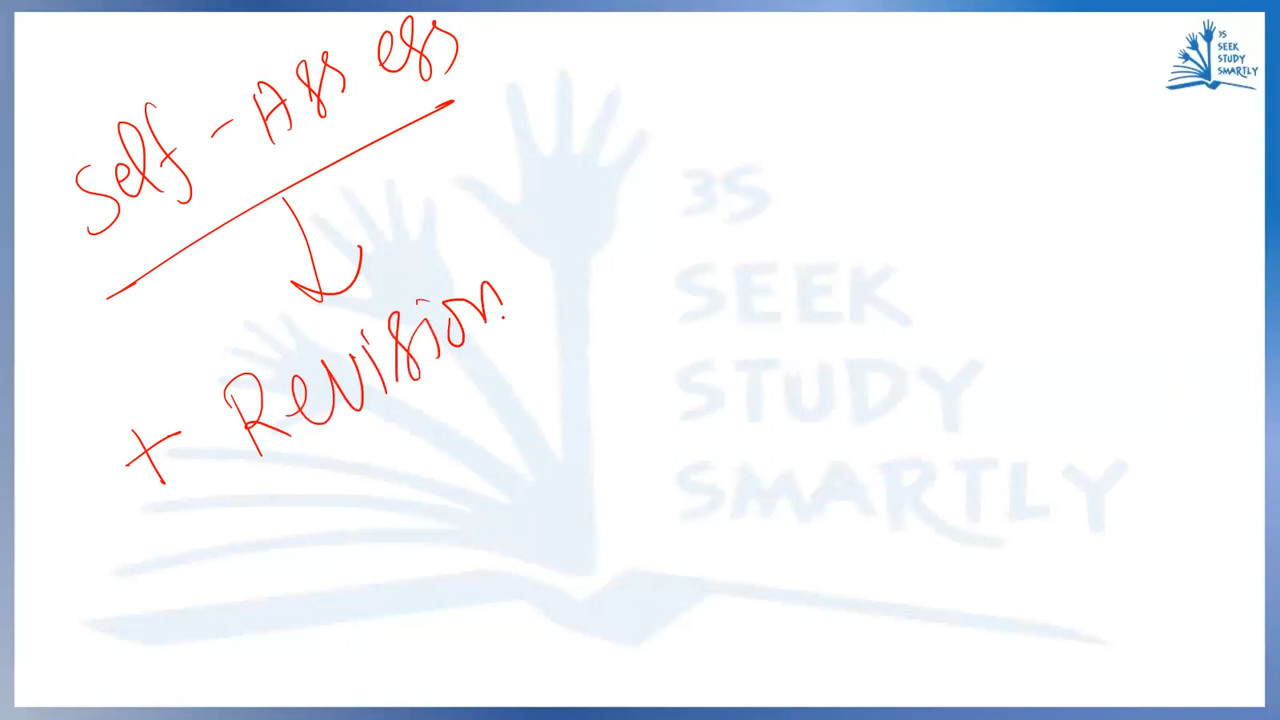 Self - Assess
+ Revision
3S
SEEK
STUDY
SMARTLY
3S
SEEK
STUDY
SMARTLY